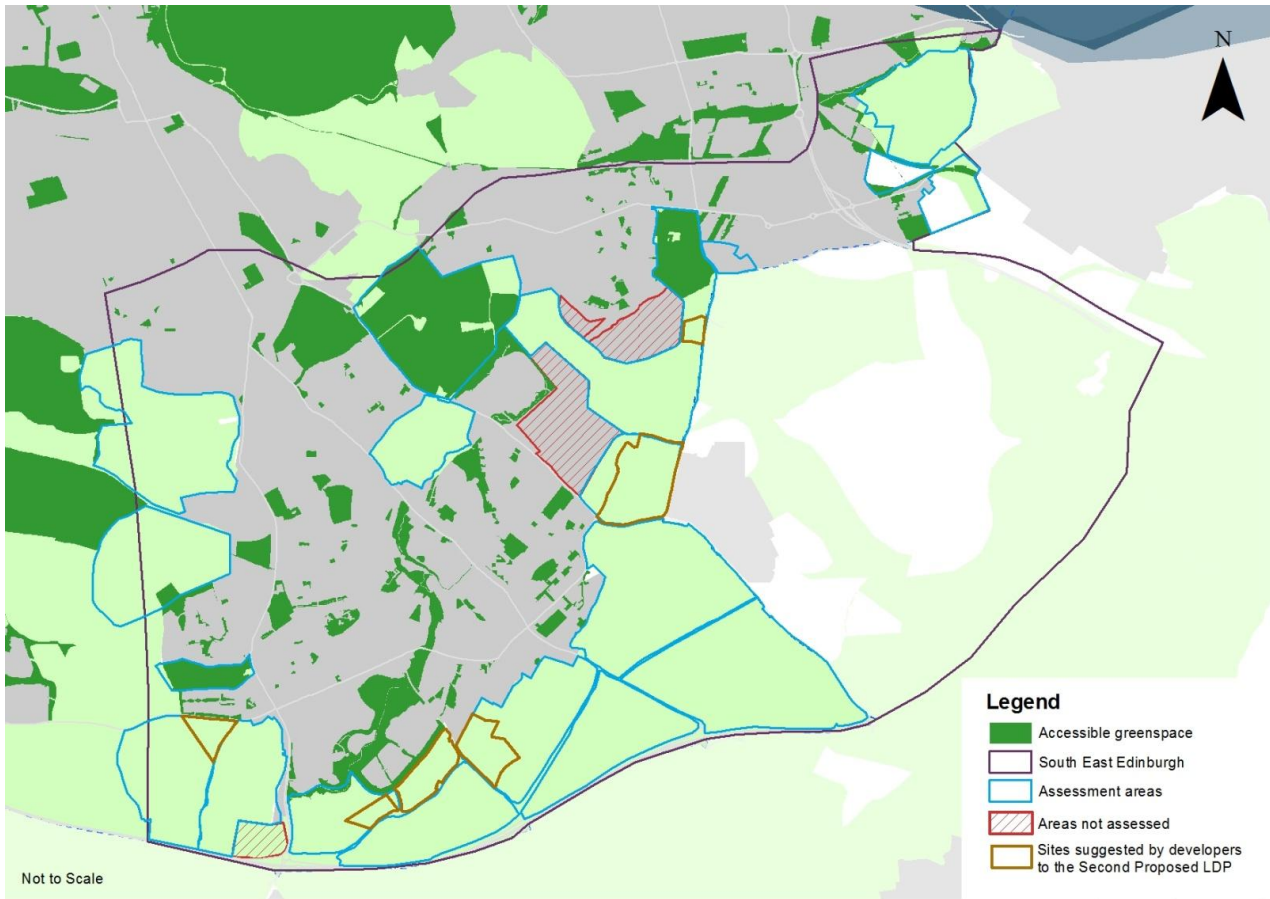 N
Legend
Accessible greenspace
South East Edinburgh
Assessment areas
Areas not assessed
Sites suggested by developers
to the Second Proposed LDP
Not to Scale